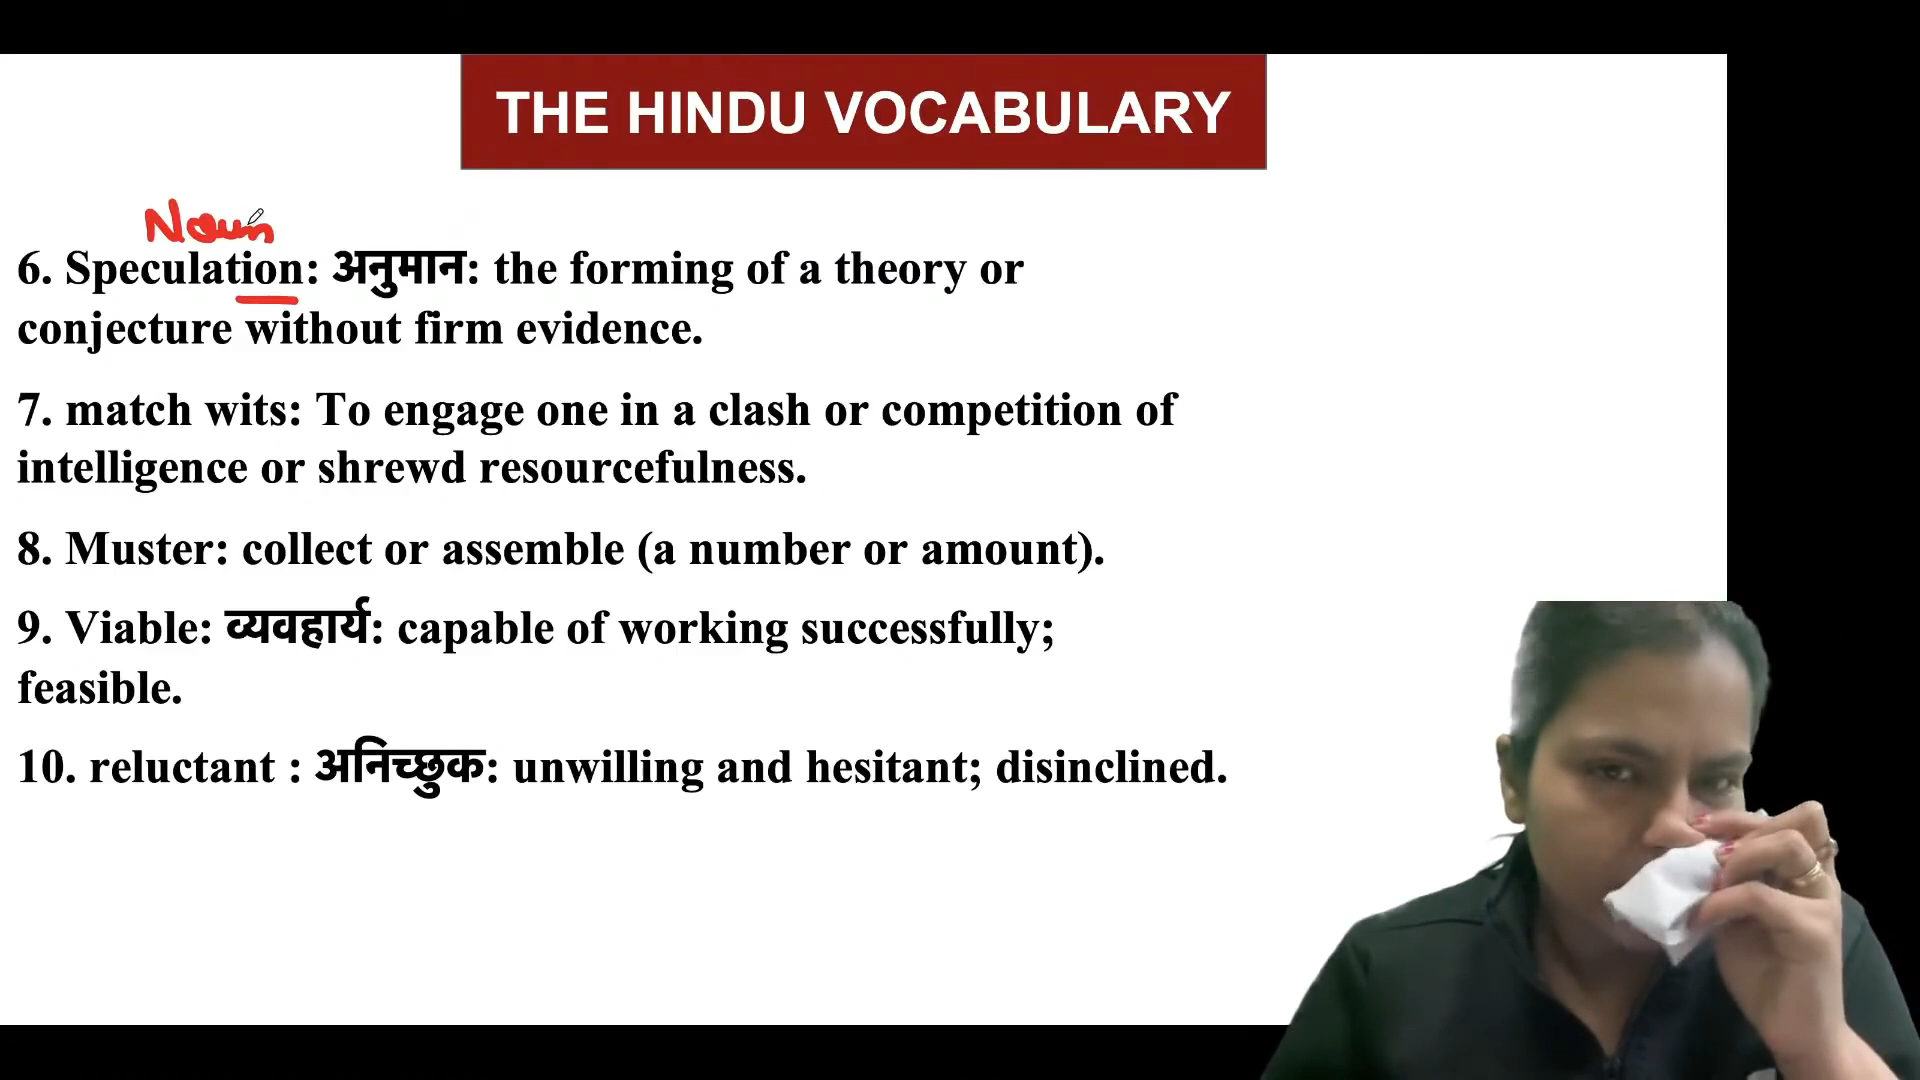 THE HINDU VOCABULARY
Noun
6. Speculation: अनुमान: the forming of a theory or
conjecture without firm evidence.
7. match wits: To engage one in a clash or competition of
intelligence or shrewd resourcefulness.
8. Muster: collect or assemble (a number or amount).
9. Viable: व्यवहार्य: capable of working successfully;
feasible.
10. reluctant : अनिच्छुक: unwilling and hesitant; disinclined.